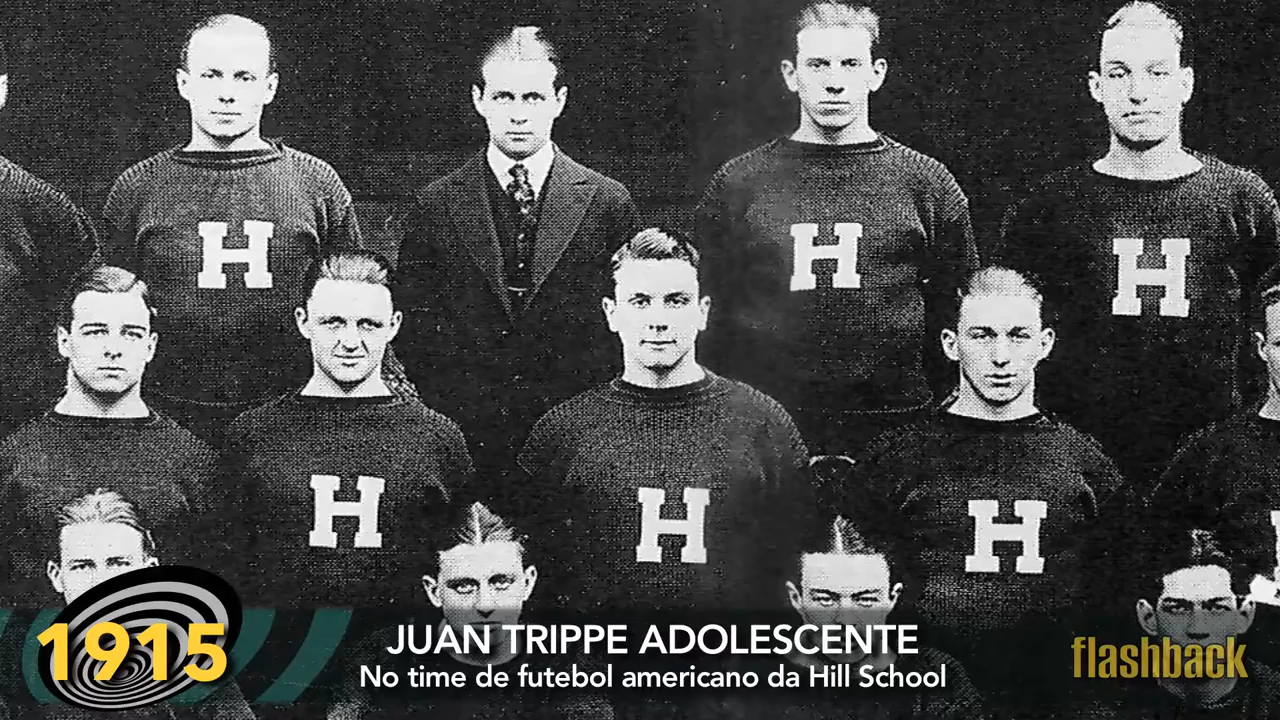 H
H
H
H
H
H
1915
JUAN TRIPPE ADOLESCENTE
No time de futebol americano da Hill School
flashback